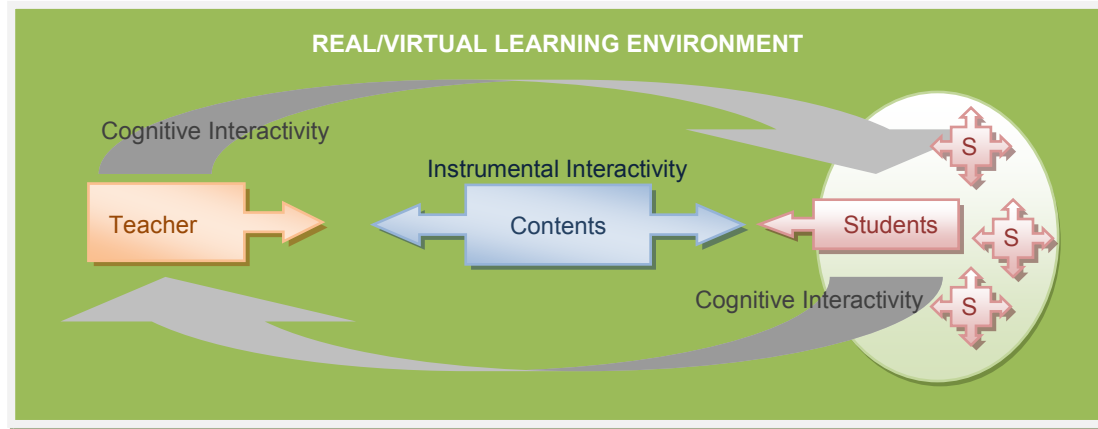 REAL/VIRTUAL LEARNING ENVIRONMENT
Cognitive Interactivity
S
Instrumental Interactivity
Teacher
Contents
Students
S
Cognitive Interactivity
S